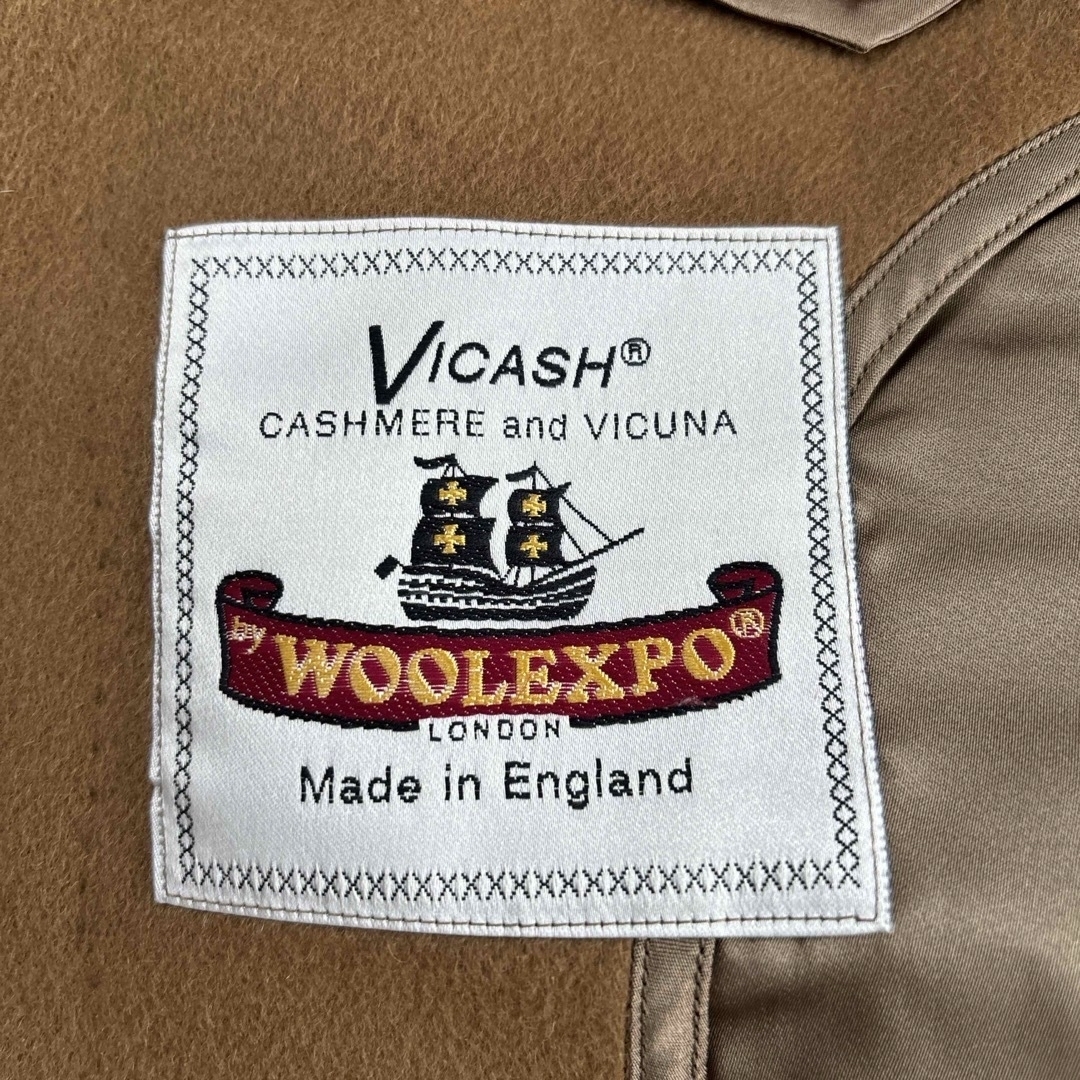 VICASH®
CASHMERE and VICUNA
by WOOLEXPO®
LONDON
Made in England